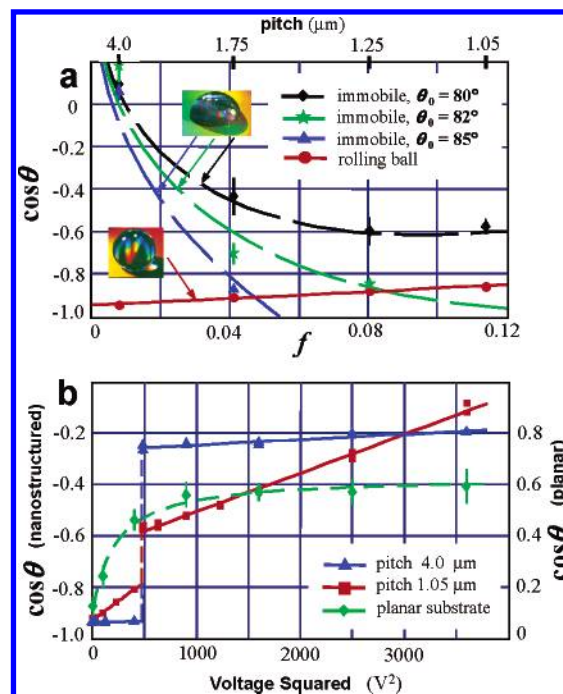 pitch (μm)
4.0 1.75 1.25 1.05
a
immobile, θ₀ = 80°
immobile, θ₀ = 82°
immobile, θ₀ = 85°
rolling ball
0
-0.2
-0.4
-0.6
-0.8
-1.0
cosθ
0 0.04 0.08 0.12
f
b
-0.2
-0.4
-0.6
-0.8
-1.0
cosθ (nanostructured)
0.8
0.6
0.4
0.2
0
cosθ (planar)
pitch 4.0 μm
pitch 1.05 μm
planar substrate
0 1000 2000 3000
Voltage Squared (V²)